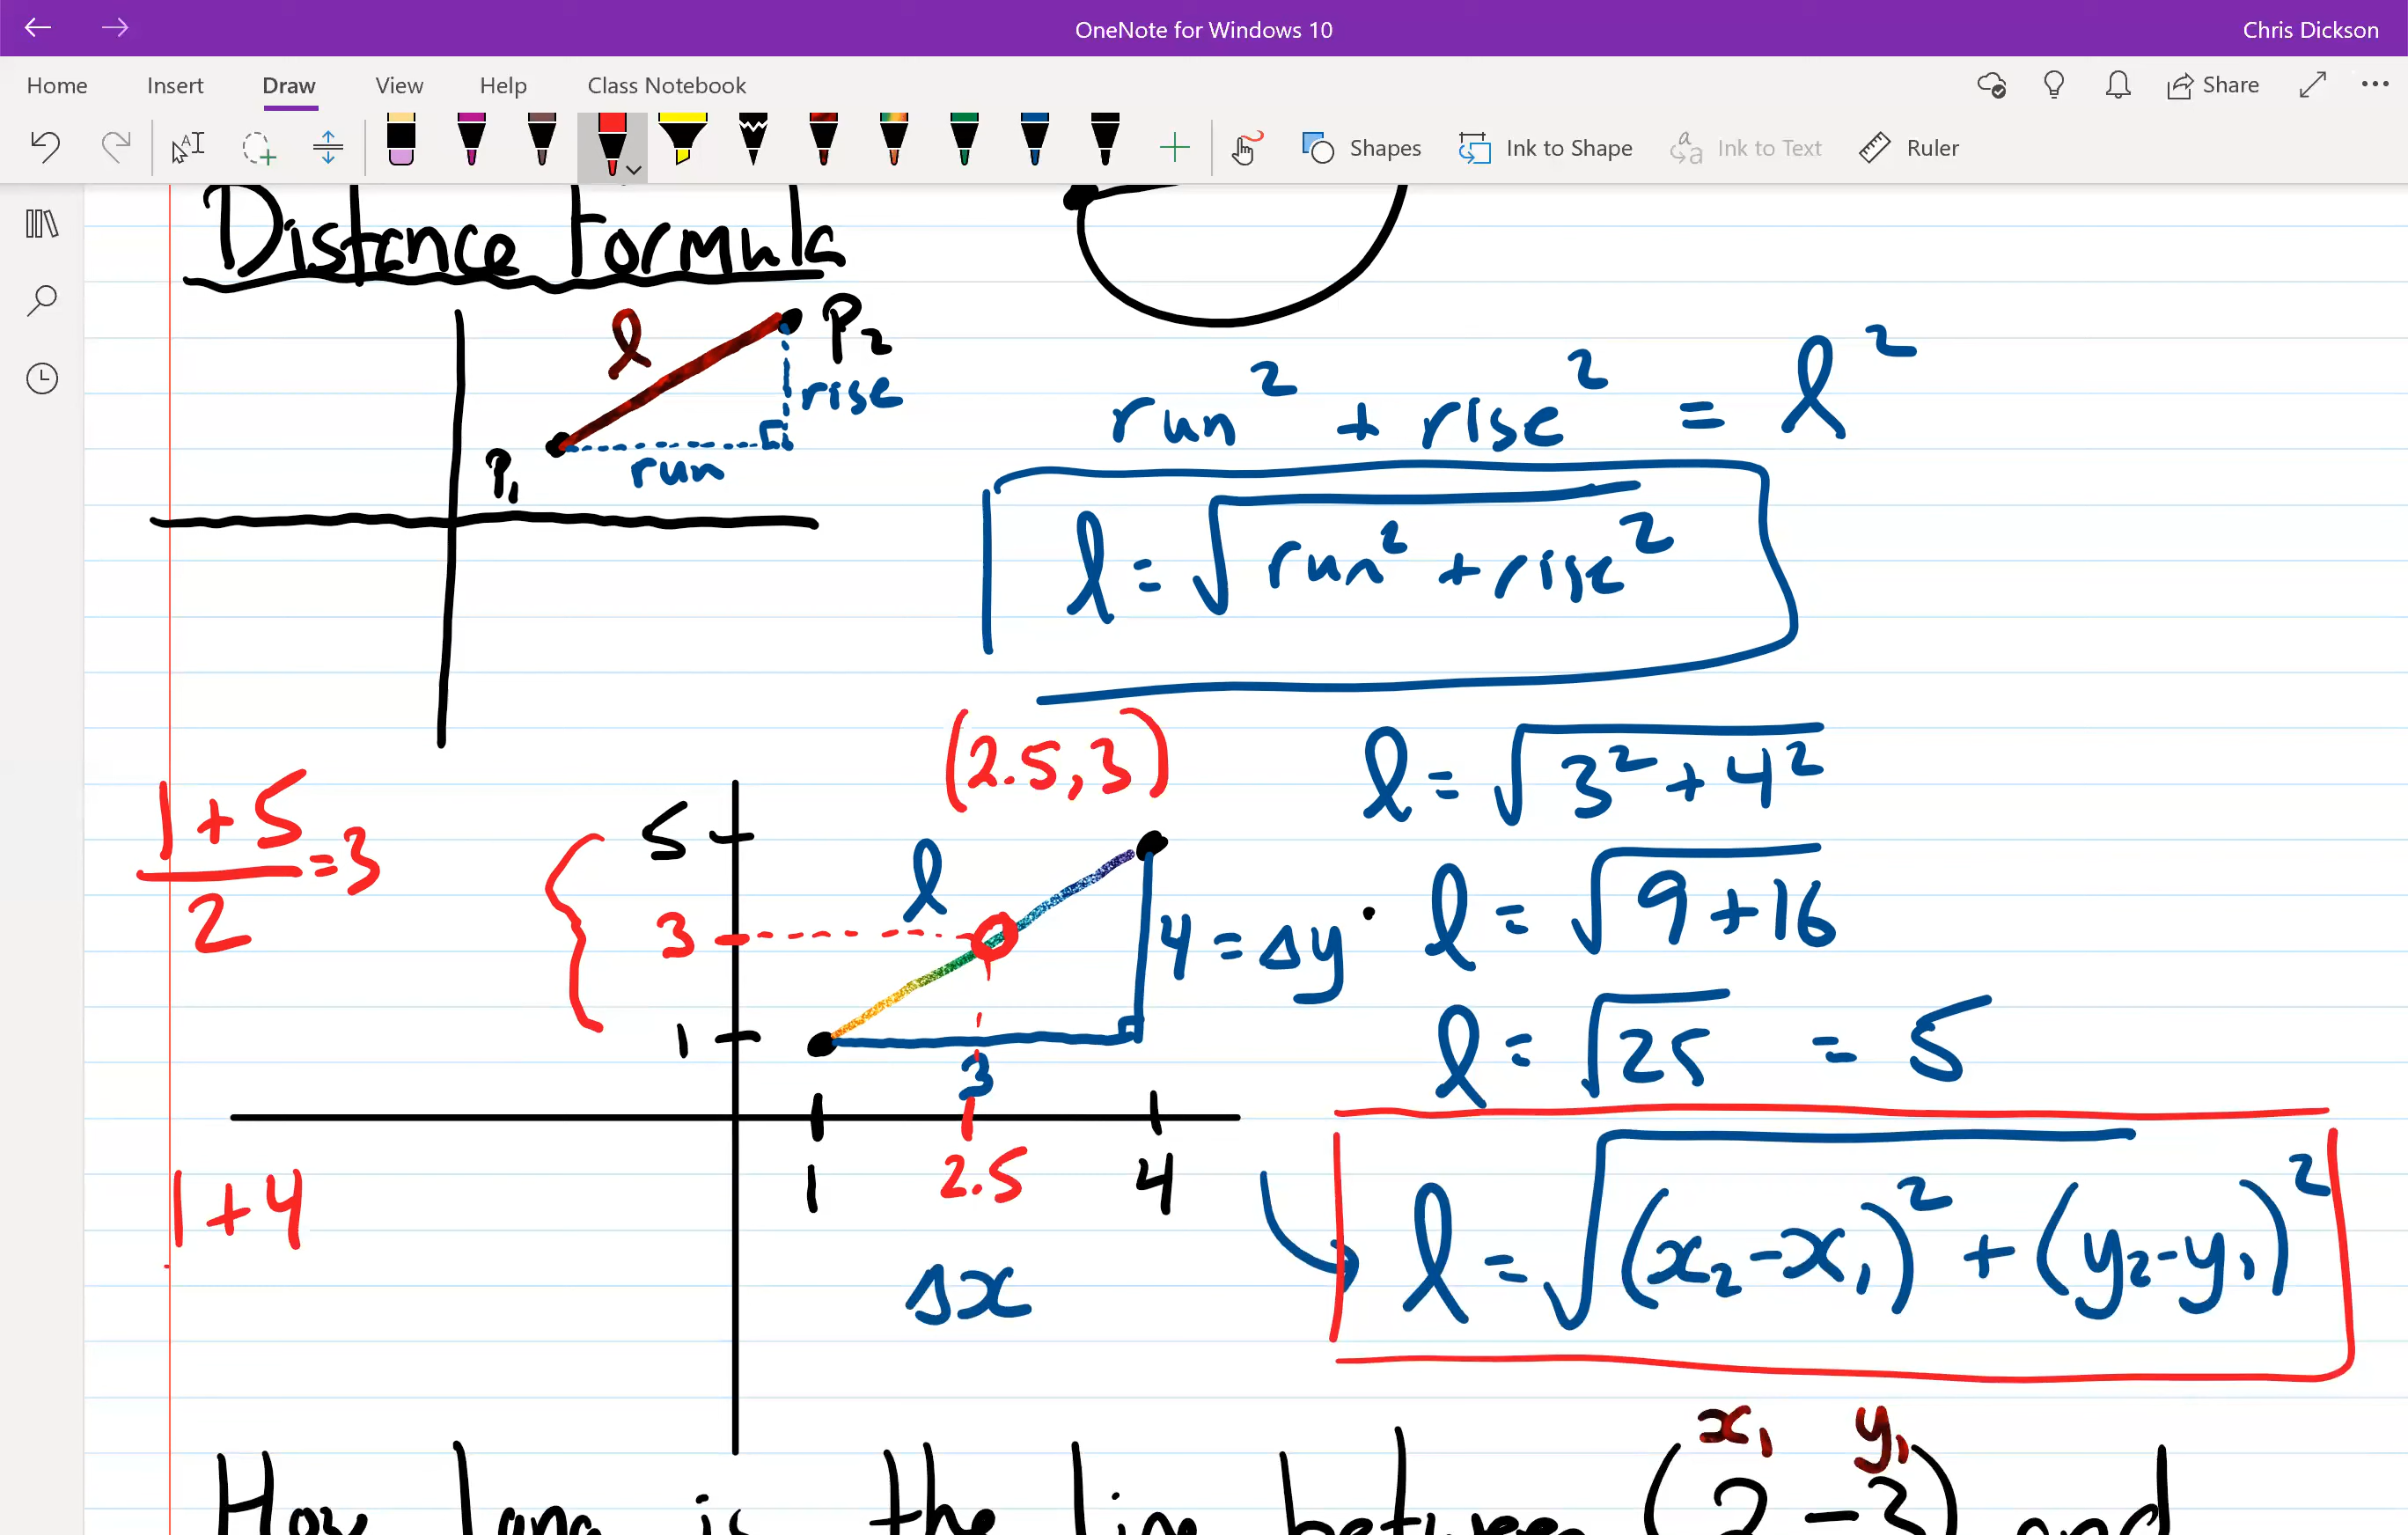 OneNote for Windows 10
Chris Dickson
Home Insert Draw View Help Class Notebook Share
Shapes Ink to Shape Ink to Text Ruler
Distance Formula
l P₂
rise
P₁ run
run² + rise² = l²
l = √(run² + rise²)
(2.5, 3)
l = √(3² + 4²)
1 + 5
2
= 3
5
l
3
4 = Δy
l = √(9 + 16)
1
3
l = √25 = 5
1 2.5 4
1 + 4
Δx
l = √((x₂ - x₁)² + (y₂ - y₁)²)
x₁ y₁
How long is the line between (2 -3) and